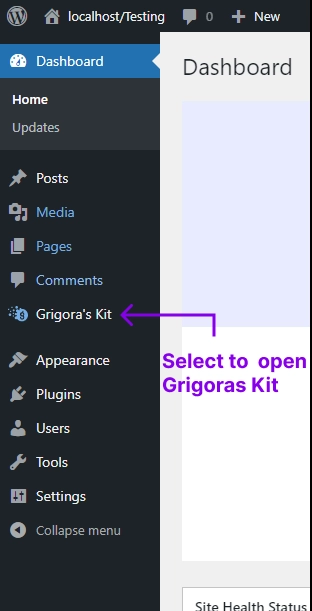 localhost/Testing 0 New
Dashboard
Dashboard
Home
Updates
Posts
Media
Pages
Comments
Grigora's Kit
Select to open
Grigoras Kit
Appearance
Plugins
Users
Tools
Settings
Collapse menu
Site Health Status